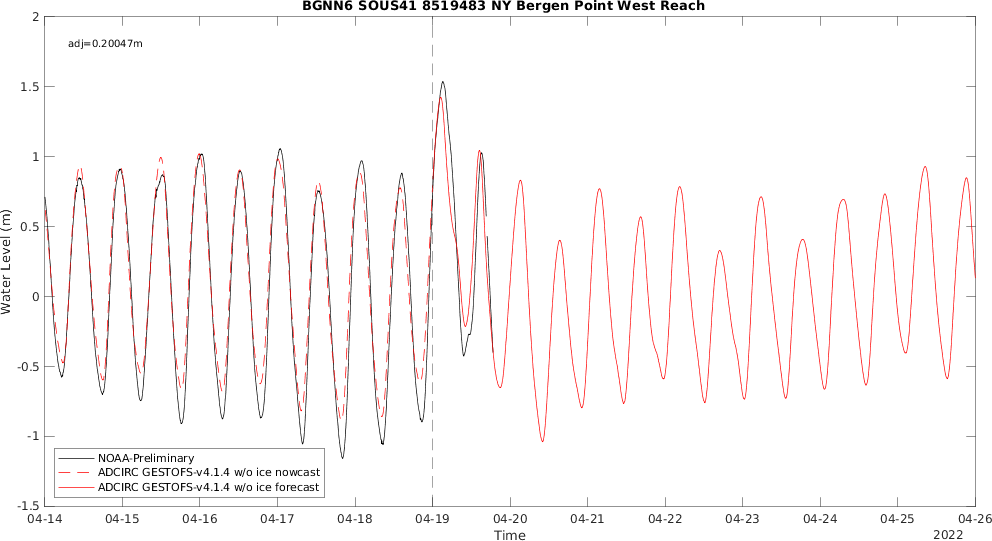 BGNN6 SOUS41 8519483 NY Bergen Point West Reach
adj=0.20047m
2
1.5
1
0.5
0
-0.5
-1
-1.5
Water Level (m)
NOAA-Preliminary
ADCIRC GESTOFS-v4.1.4 w/o ice nowcast
ADCIRC GESTOFS-v4.1.4 w/o ice forecast
04-14 04-15 04-16 04-17 04-18 04-19 04-20 04-21 04-22 04-23 04-24 04-25 04-26
Time
2022